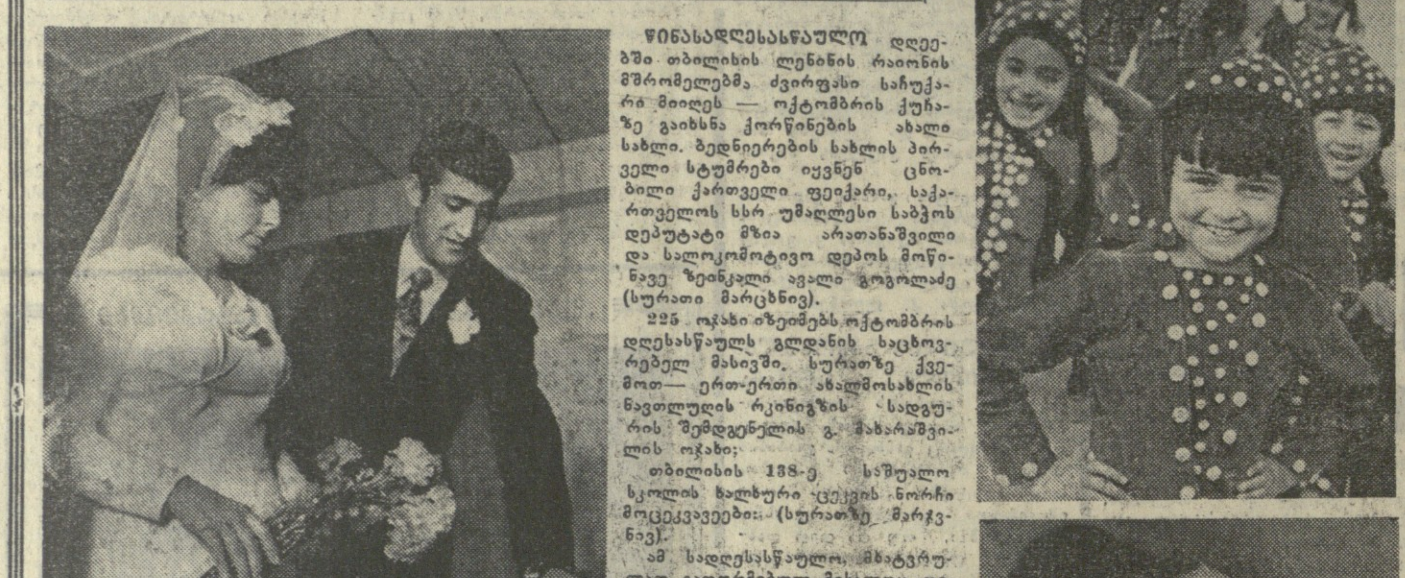 წინასადღესასწაულო დღეე-
ბში თბილისის ლენინის რაიონის
მშრომელებმა ძვირფასი საჩუქა-
რი მიიღეს — ოქტომბრის ქუჩა-
ზე გაიხსნა ქორწინების ახალი
სახლი. ბედნიერების სახლის პირ-
ველი სტუმრები იყვნენ ცნო-
ბილი ქართველი ფეიქარი, საქა-
რთველოს სსრ უმაღლესი საბჭოს
დეპუტატი მზია არათანაშვილი
და სალოკომოტივო დეპოს მოწი-
ნავე ზეინკალი ავალი გოგოლაძე
(სურათი მარცხნივ).
225 ოჯახი იზეიმებს ოქტომბრის
დღესასწაულს გლდანის საცხოვ-
რებელ მასივში. სურათზე ქვე-
მოთ— ერთ-ერთი ახალმოსახლის
ნავთლუღის რკინიგზის სადგუ-
რის შემდგენელის გ. მახარაშვი-
ლის ოჯახი;
თბილისის 138-ე საშუალო
სკოლის ხალხური ცეკვის ნორჩი
მოცეკვავეები: (სურათზე მარჯვ-
ნივ).
ამ სადღესასწაულო, მხატვრუ-